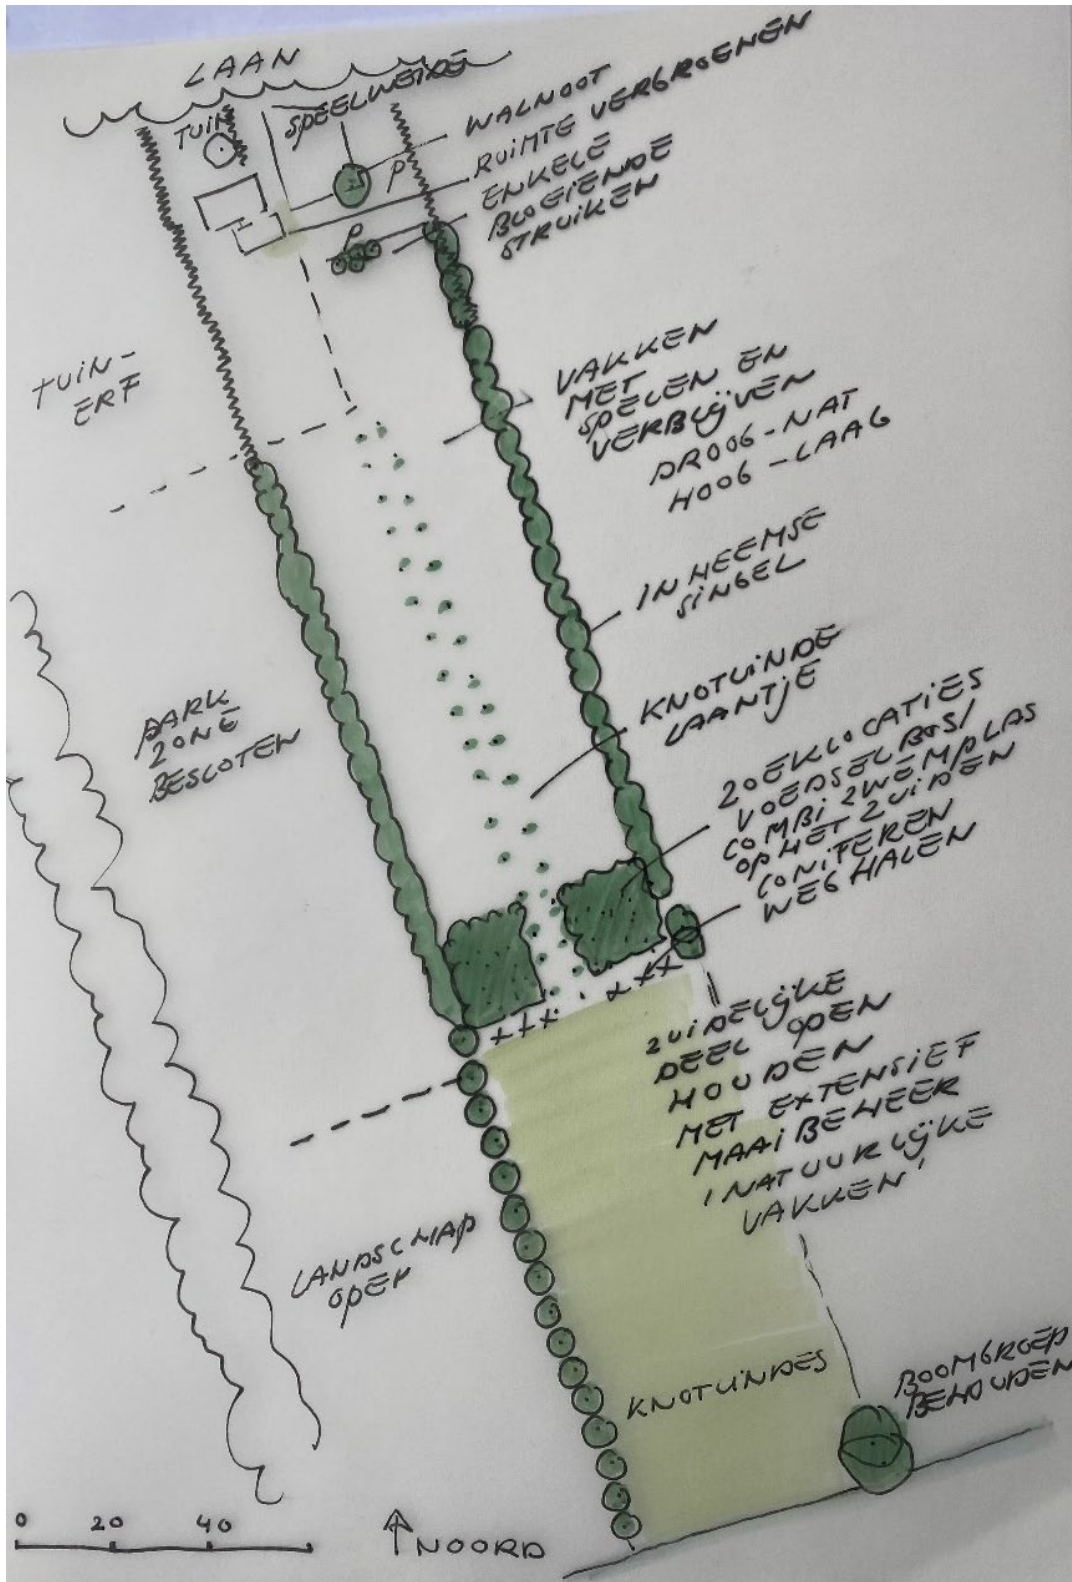 LAAN
TUIN
SPEELWEIDE
P
P
WALNOOT
RUIMTE VERGROENEN
ENKELE
BLOEIENDE
STRUIKEN
TUIN-
ERF
VAKKEN
MET
SPELEN EN
VERBLIJVEN
DROOG-NAT
HOOG-LAAG
INHEEMSE
SINGEL
KNOTLINDE
LAANTJE
PARK
ZONE
BESLOTEN
ZOEKLOCATIES
VOEDSELBOS/
COMBI ZWEMPLAS
OP HET ZUIDEN
CONIFEREN
WEGHALEN
ZUIDELIJKE
DEEL OPEN
HOUDEN
MET EXTENSIEF
MAAIBEHEER
'NATUURLIJKE
VAKKEN'
LANDSCHAP
OPEN
KNOTLINDES
BOOMGROEP
BEHOUDEN
0 20 40
NOORD